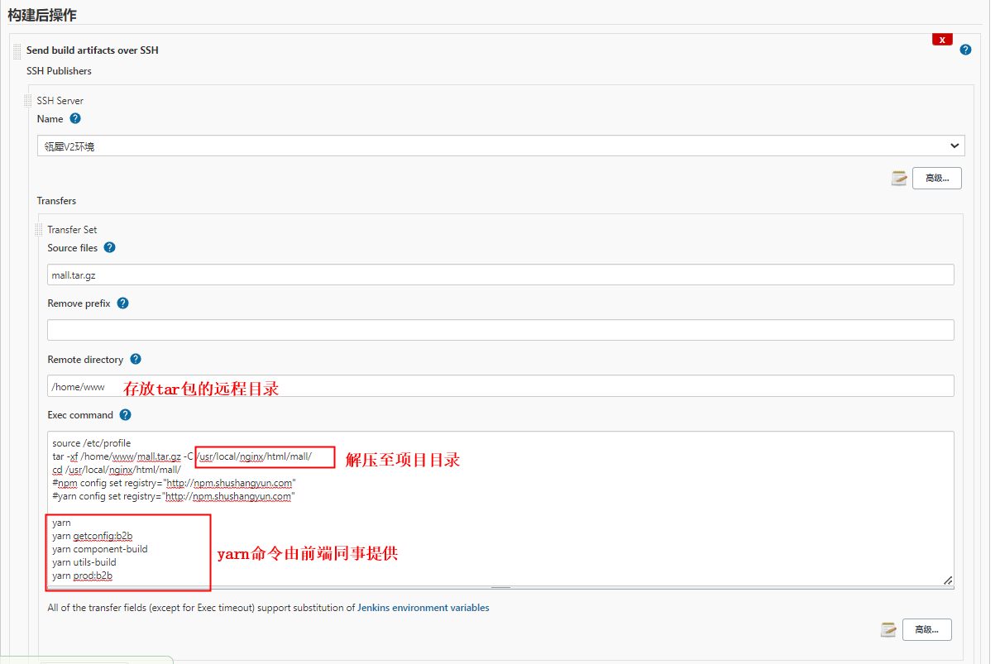 构建后操作
x
Send build artifacts over SSH
?
SSH Publishers
SSH Server
Name ?
瓴犀V2环境
高级...
Transfers
Transfer Set
Source files ?
mall.tar.gz
Remove prefix ?
Remote directory ?
/home/www 存放tar包的远程目录
Exec command ?
source /etc/profile
tar -xf /home/www/mall.tar.gz -C /usr/local/nginx/html/mall/ 解压至项目目录
cd /usr/local/nginx/html/mall/
#npm config set registry="http://npm.shushangyun.com"
#yarn config set registry="http://npm.shushangyun.com"
yarn
yarn getconfig:b2b
yarn component-build
yarn utils-build
yarn prod:b2b
yarn命令由前端同事提供
All of the transfer fields (except for Exec timeout) support substitution of Jenkins environment variables
高级...